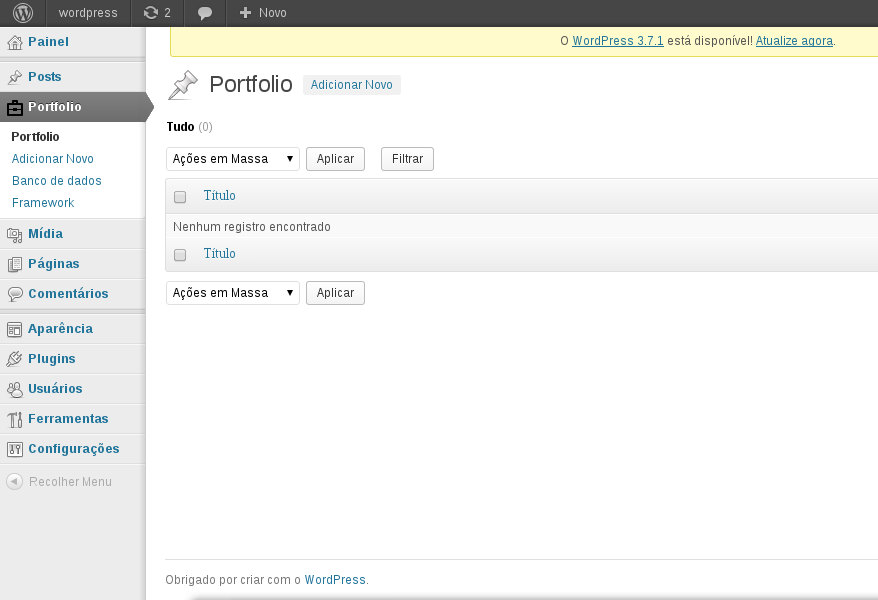 wordpress 2 Novo
O WordPress 3.7.1 está disponível! Atualize agora.
Painel
Posts
Portfolio
Portfolio
Adicionar Novo
Banco de dados
Framework
Mídia
Páginas
Comentários
Aparência
Plugins
Usuários
Ferramentas
Configurações
Recolher Menu
Portfolio Adicionar Novo
Tudo (0)
Ações em Massa Aplicar Filtrar
Título
Nenhum registro encontrado
Título
Ações em Massa Aplicar
Obrigado por criar com o WordPress.